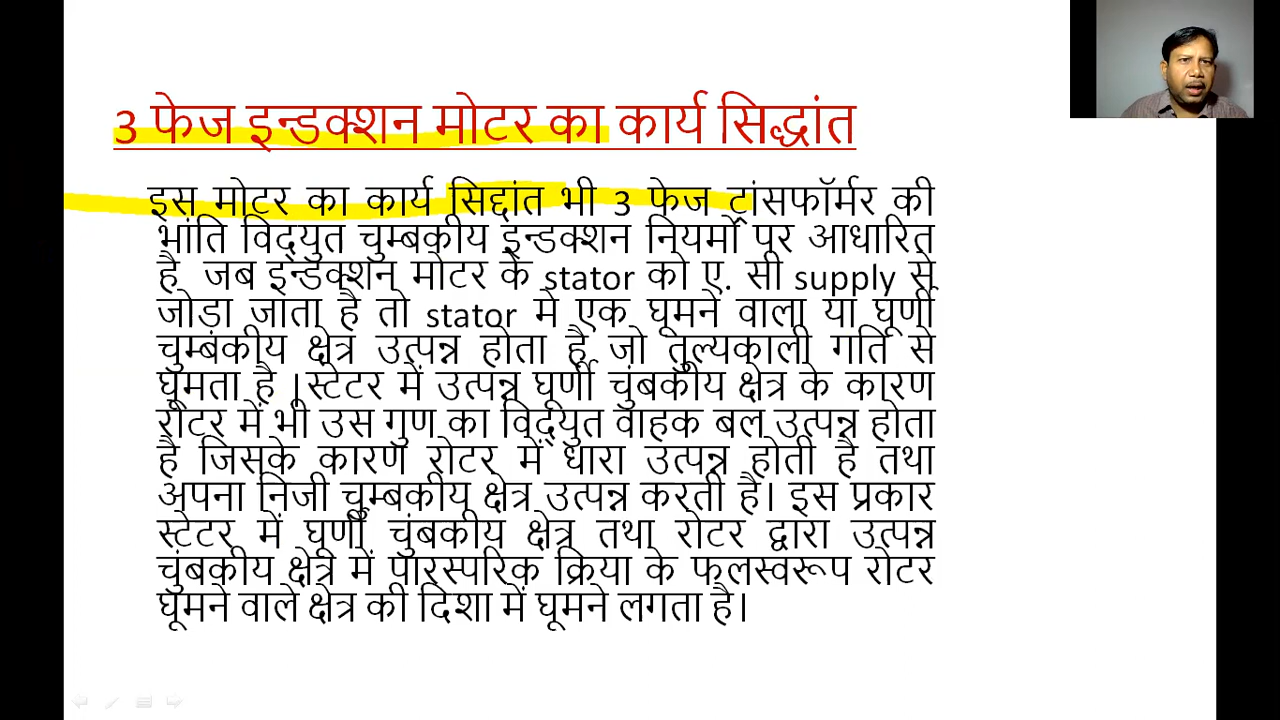 3 फेज इन्डक्शन मोटर का कार्य सिद्धांत
इस मोटर का कार्य सिद्दांत भी 3 फेज ट्रांसफॉर्मर की
भांति विद्युत चुम्बकीय इन्डक्शन नियमों पर आधारित
है जब इन्डक्शन मोटर के stator को ए. सी supply से
जोड़ा जाता है तो stator मे एक घूमने वाला या घूर्णी
चुम्बकीय क्षेत्र उत्पन्न होता है जो तुल्यकाली गति से
घूमता है ।स्टेटर में उत्पन्न घूर्णी चुंबकीय क्षेत्र के कारण
रोटर में भी उस गुण का विद्युत वाहक बल उत्पन्न होता
है जिसके कारण रोटर में धारा उत्पन्न होती है तथा
अपना निजी चुम्बकीय क्षेत्र उत्पन्न करती है। इस प्रकार
स्टेटर में घूर्णी चुंबकीय क्षेत्र तथा रोटर द्वारा उत्पन्न
चुंबकीय क्षेत्र में पारस्परिक क्रिया के फलस्वरूप रोटर
घूमने वाले क्षेत्र की दिशा में घूमने लगता है।